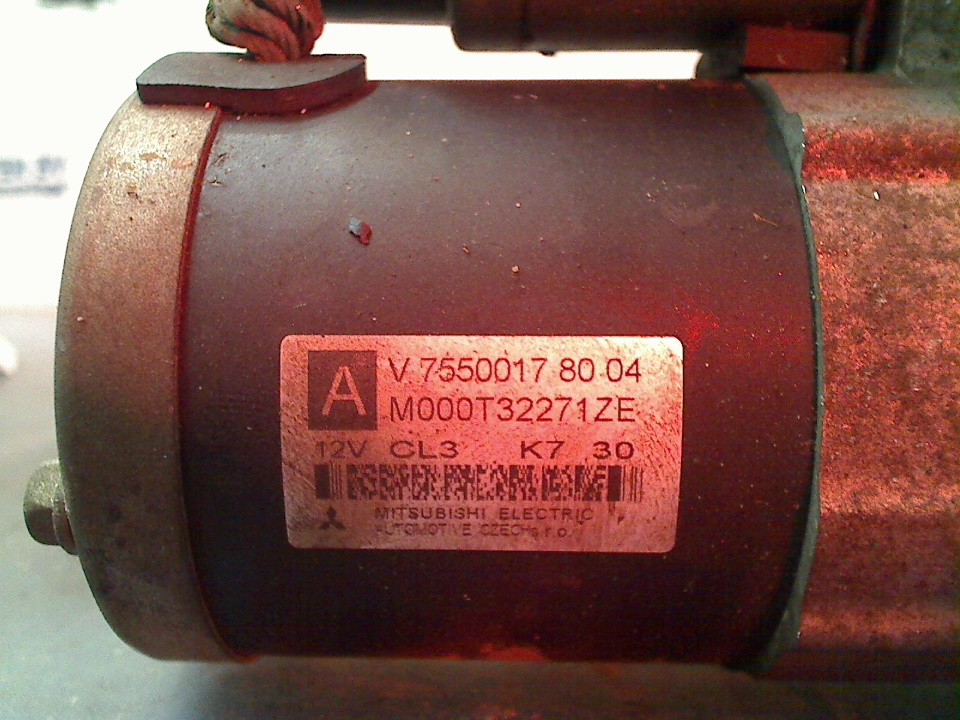 A
V 7550017 80 04
M000T32271ZE
12V CL3 K7 30
MITSUBISHI ELECTRIC
AUTOMOTIVE CZECH s.r.o.